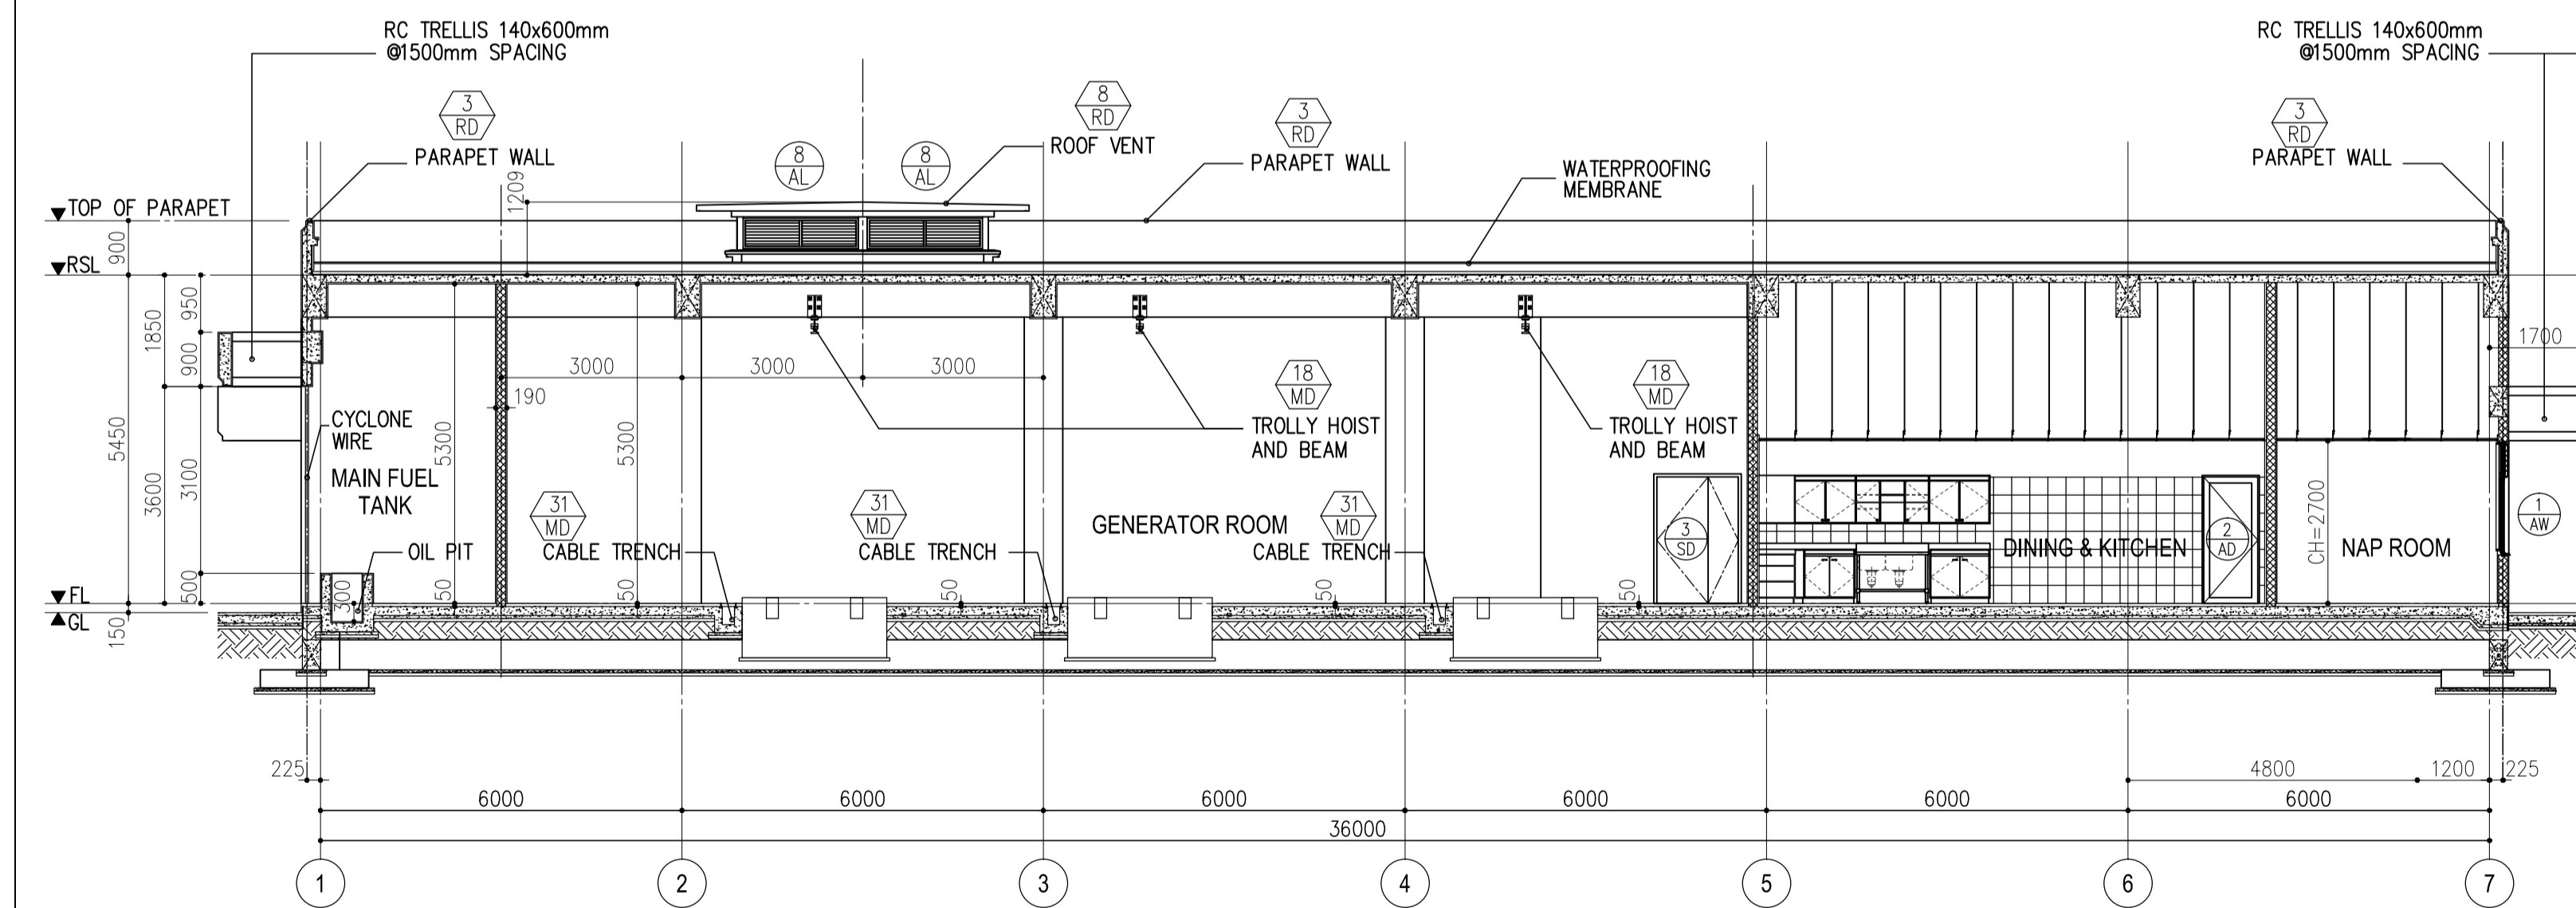 RC TRELLIS 140x600mm
@1500mm SPACING
RC TRELLIS 140x600mm
@1500mm SPACING
3
RD
PARAPET WALL
8
AL
8
AL
8
RD
ROOF VENT
3
RD
PARAPET WALL
WATERPROOFING
MEMBRANE
3
RD
PARAPET WALL
TOP OF PARAPET
1209
900
RSL
950
1850
900
1700
3000
3000
3000
190
18
MD
TROLLY HOIST
AND BEAM
18
MD
TROLLY HOIST
AND BEAM
CYCLONE
WIRE
MAIN FUEL
TANK
5450
3600
3100
5300
5300
31
MD
CABLE TRENCH
31
MD
CABLE TRENCH
GENERATOR ROOM
31
MD
CABLE TRENCH
3
SD
DINING & KITCHEN
2
AD
CH=2700
NAP ROOM
1
AW
OIL PIT
500
300
50
50
50
50
50
FL
GL
150
225
4800
1200
225
6000
6000
6000
6000
6000
6000
36000
1
2
3
4
5
6
7